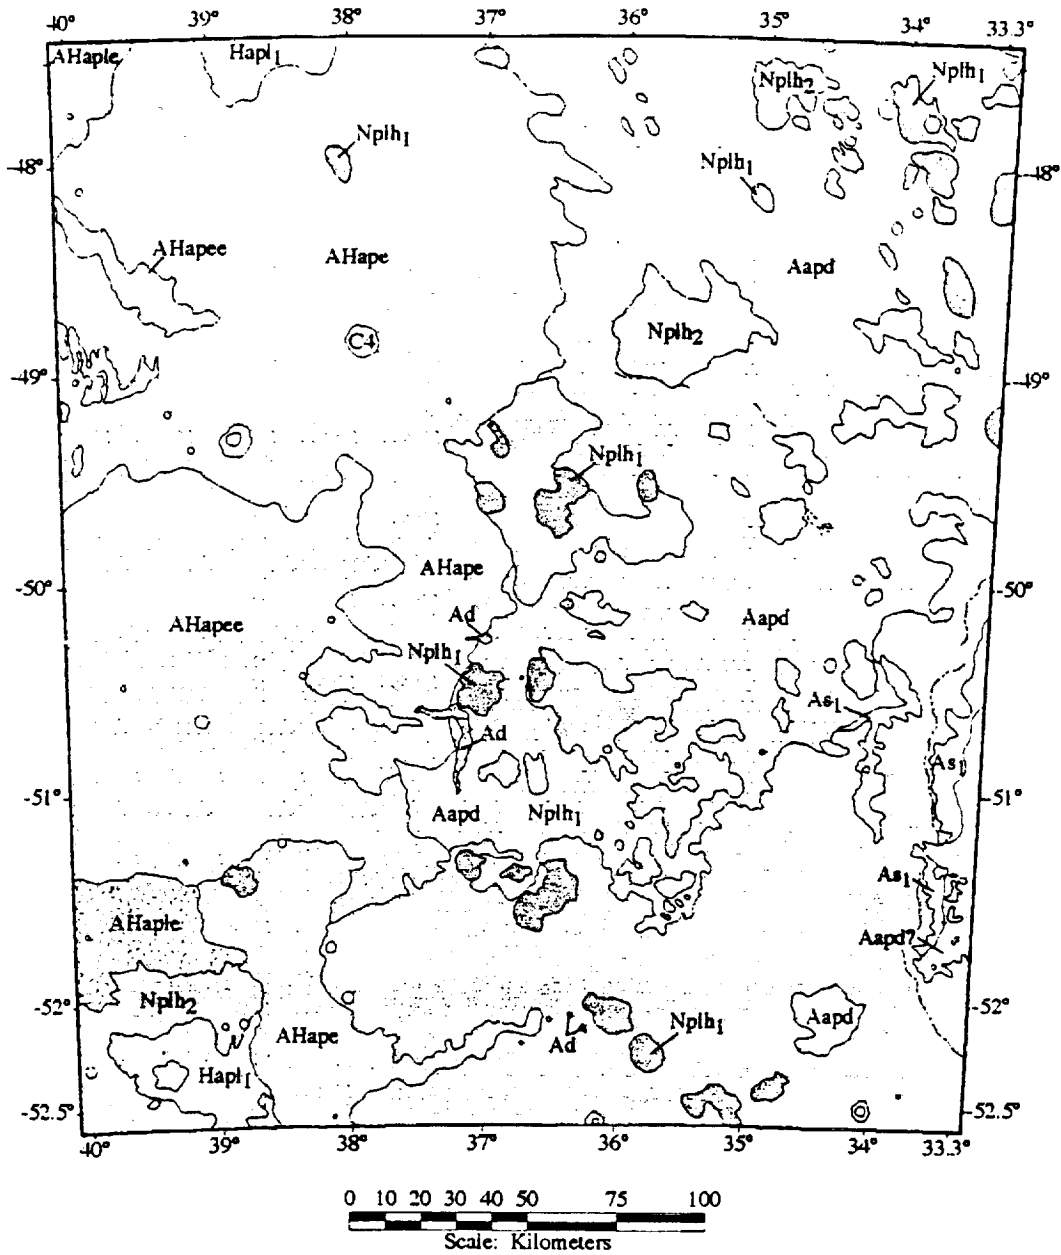 40° 39° 38° 37° 36° 35° 34° 33.3°
AHaple Hapl1 Nplh2 Nplh1
Nplh1
-48° Nplh1 -48°
AHapee AHape Aapd
C4 Nplh2
-49° -49°
Nplh1
-50° AHape -50°
AHapee Ad Aapd
Nplh1
As1
Ad As1
-51° Aapd Nplh1 -51°
As1
AHaple Aapd?
-52° Nplh2 -52°
AHape Ad Nplh1 Aapd
Hapl1
-52.5° -52.5°
40° 39° 38° 37° 36° 35° 34° 33.3°
0 10 20 30 40 50 75 100
Scale: Kilometers